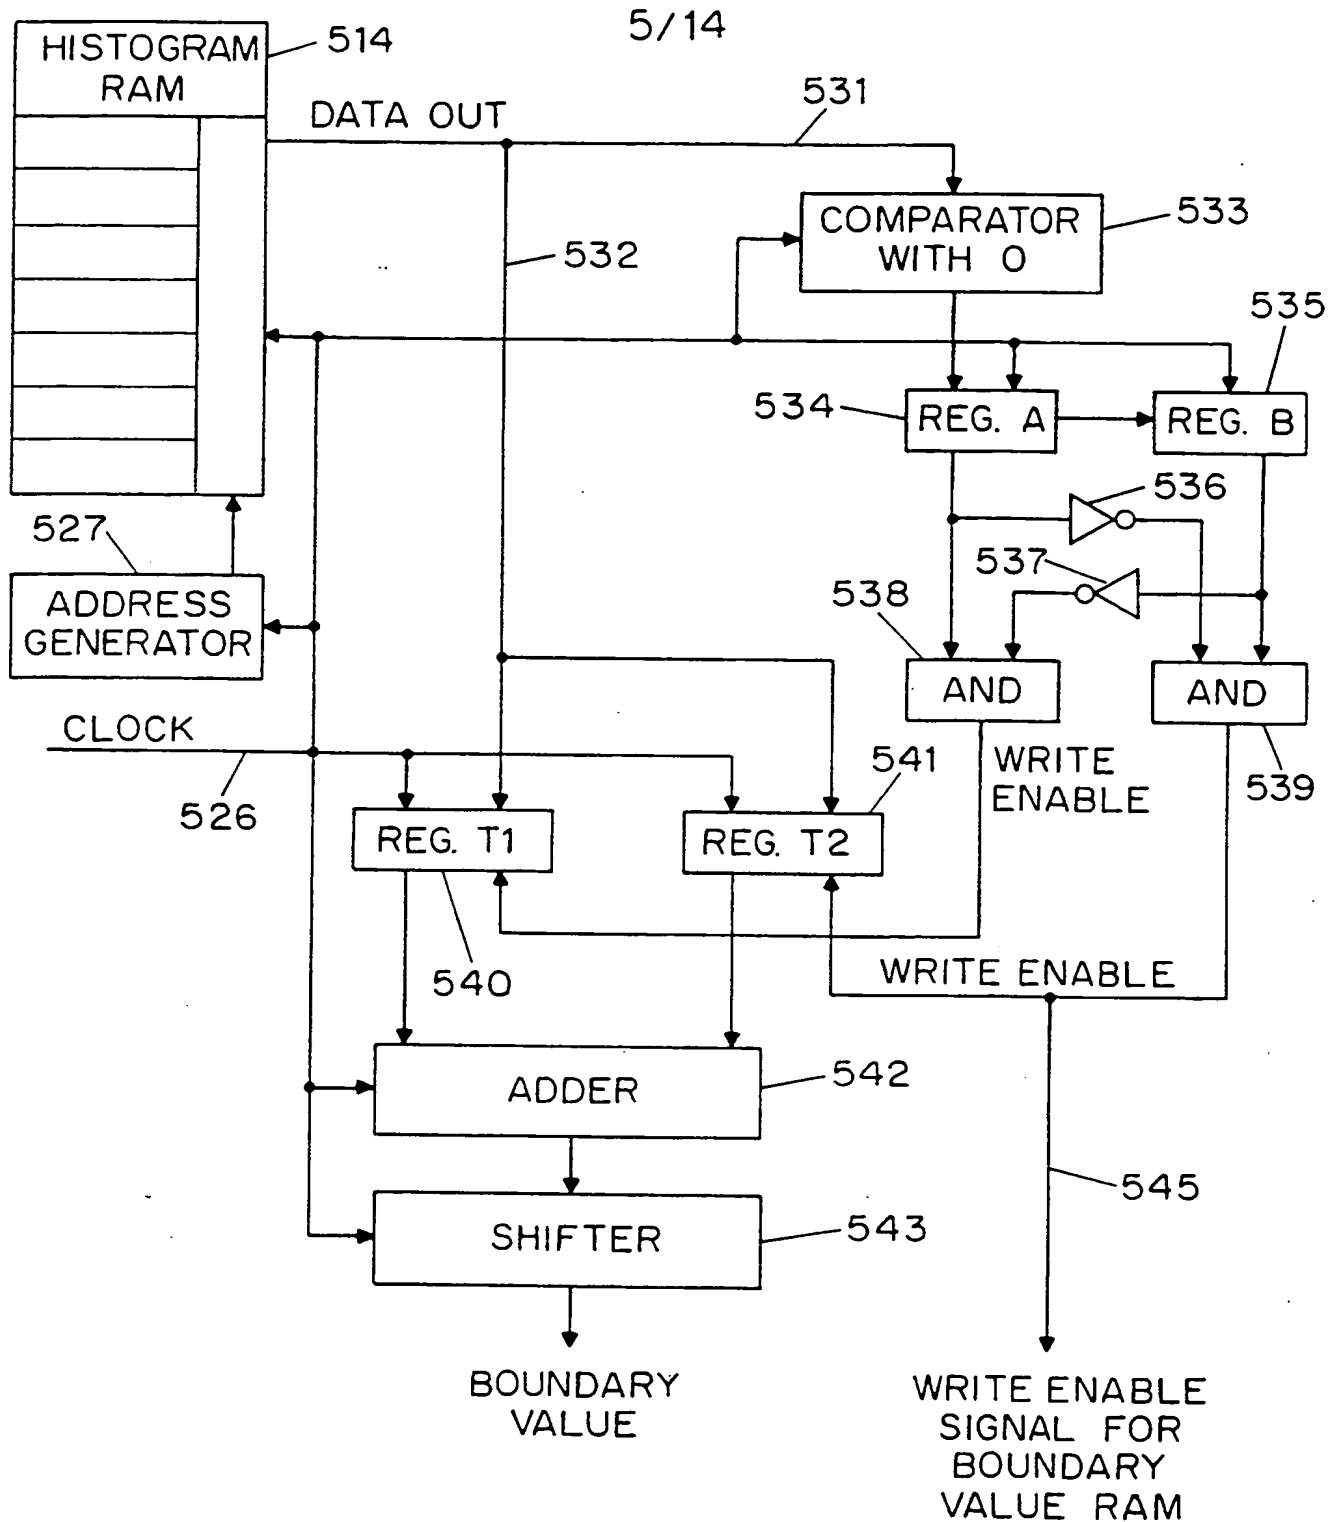 5/14
HISTOGRAM
RAM
514
DATA OUT
531
COMPARATOR
WITH 0
533
532
535
534
REG. A
REG. B
536
527
537
ADDRESS
GENERATOR
538
AND
AND
CLOCK
541
WRITE
ENABLE
539
526
REG. T1
REG. T2
540
WRITE ENABLE
ADDER
542
545
SHIFTER
543
BOUNDARY
VALUE
WRITE ENABLE
SIGNAL FOR
BOUNDARY
VALUE RAM